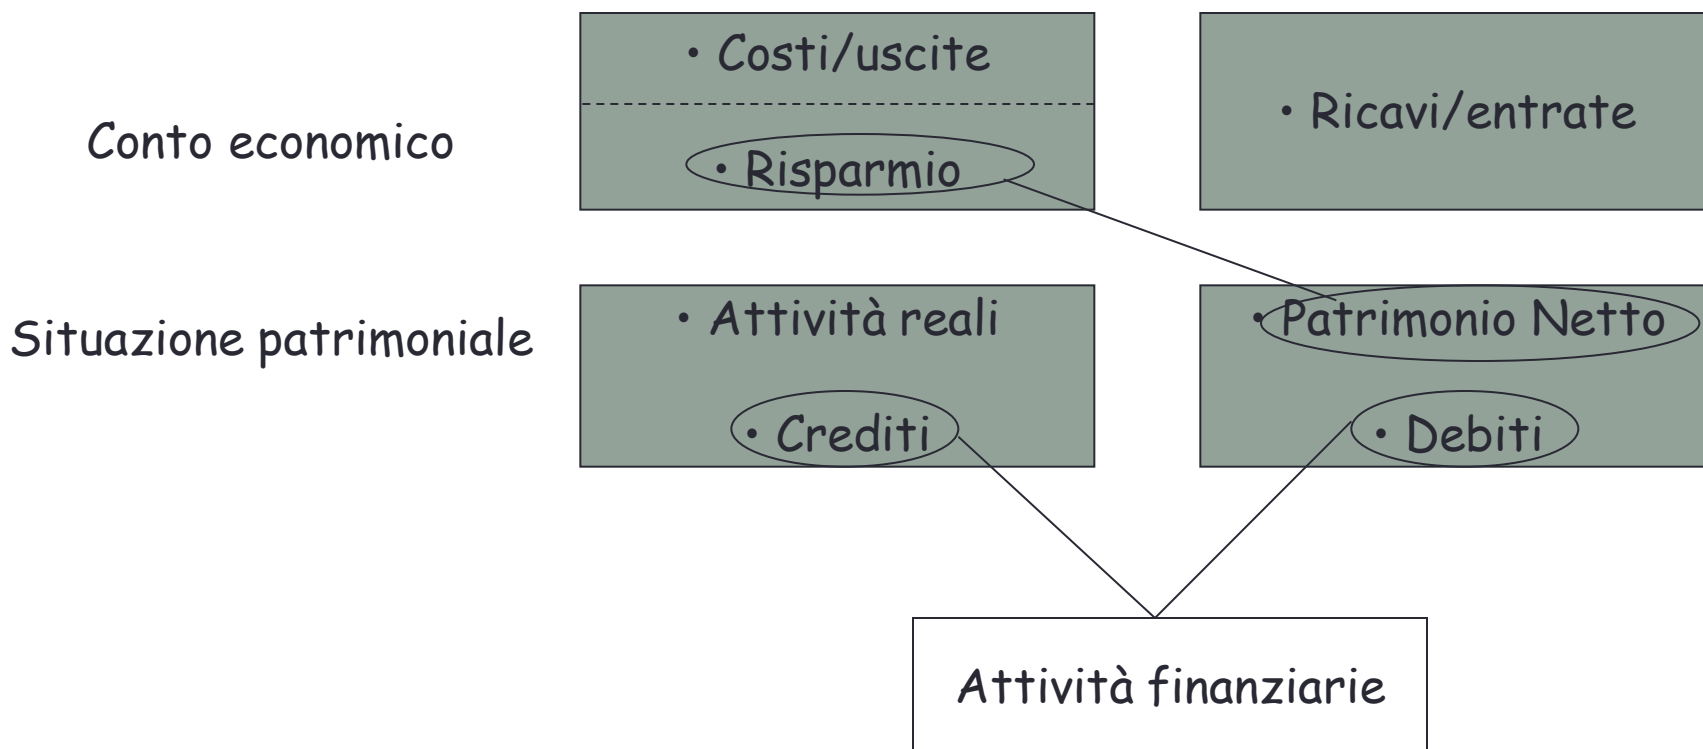 Conto economico
• Costi/uscite
• Risparmio
• Ricavi/entrate
Situazione patrimoniale
• Attività reali
• Crediti
• Patrimonio Netto
• Debiti
Attività finanziarie